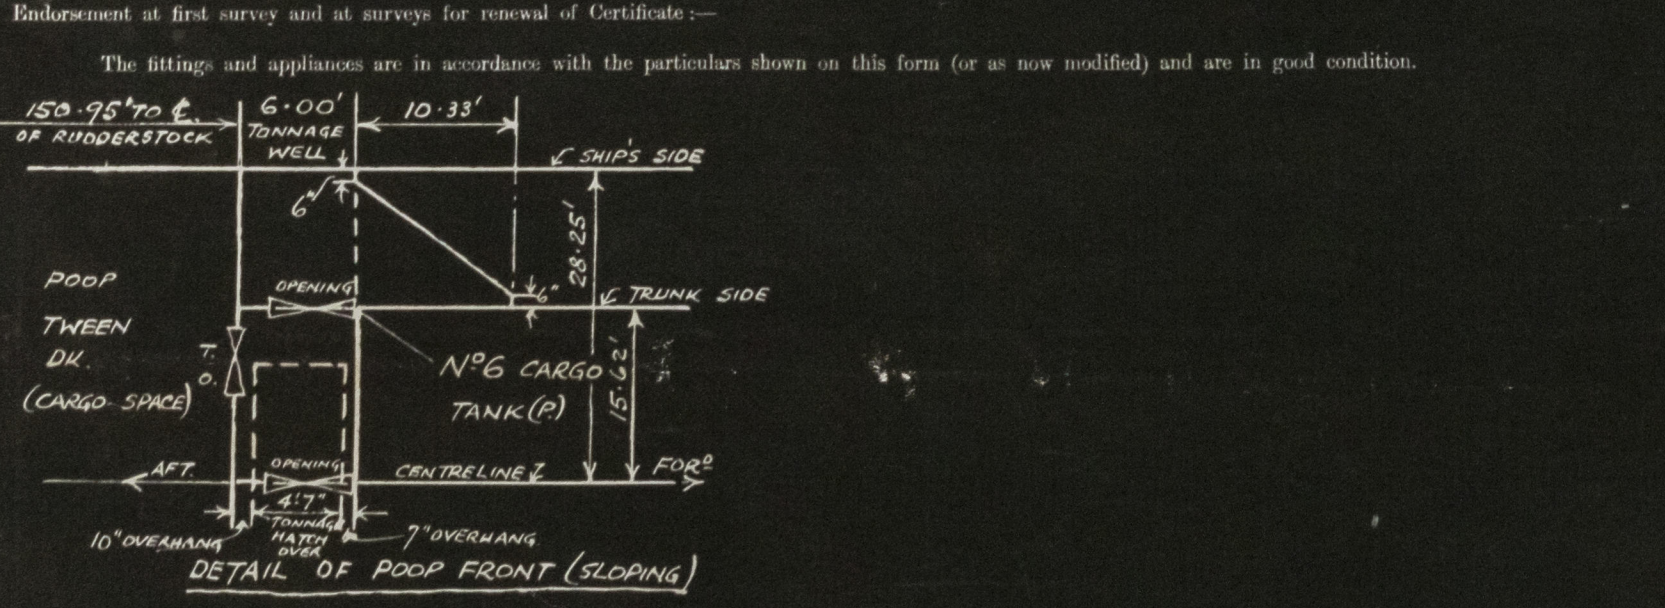 Endorsement at first survey and at surveys for renewal of Certificate :—
The fittings and appliances are in accordance with the particulars shown on this form (or as now modified) and are in good condition.
150·95' TO ℄
OF RUDDERSTOCK
6·00'
TONNAGE
WELL
10·33'
SHIP'S SIDE
6"
28·25'
POOP
TWEEN
DK.
(CARGO SPACE)
OPENING
6"
TRUNK SIDE
T.
O.
Nº6 CARGO
TANK (P.)
15·62'
AFT.
OPENING
CENTRELINE
FORᴰ
4'7"
TONNAGE
HATCH
OVER
10" OVERHANG
7" OVERHANG
DETAIL OF POOP FRONT (SLOPING)